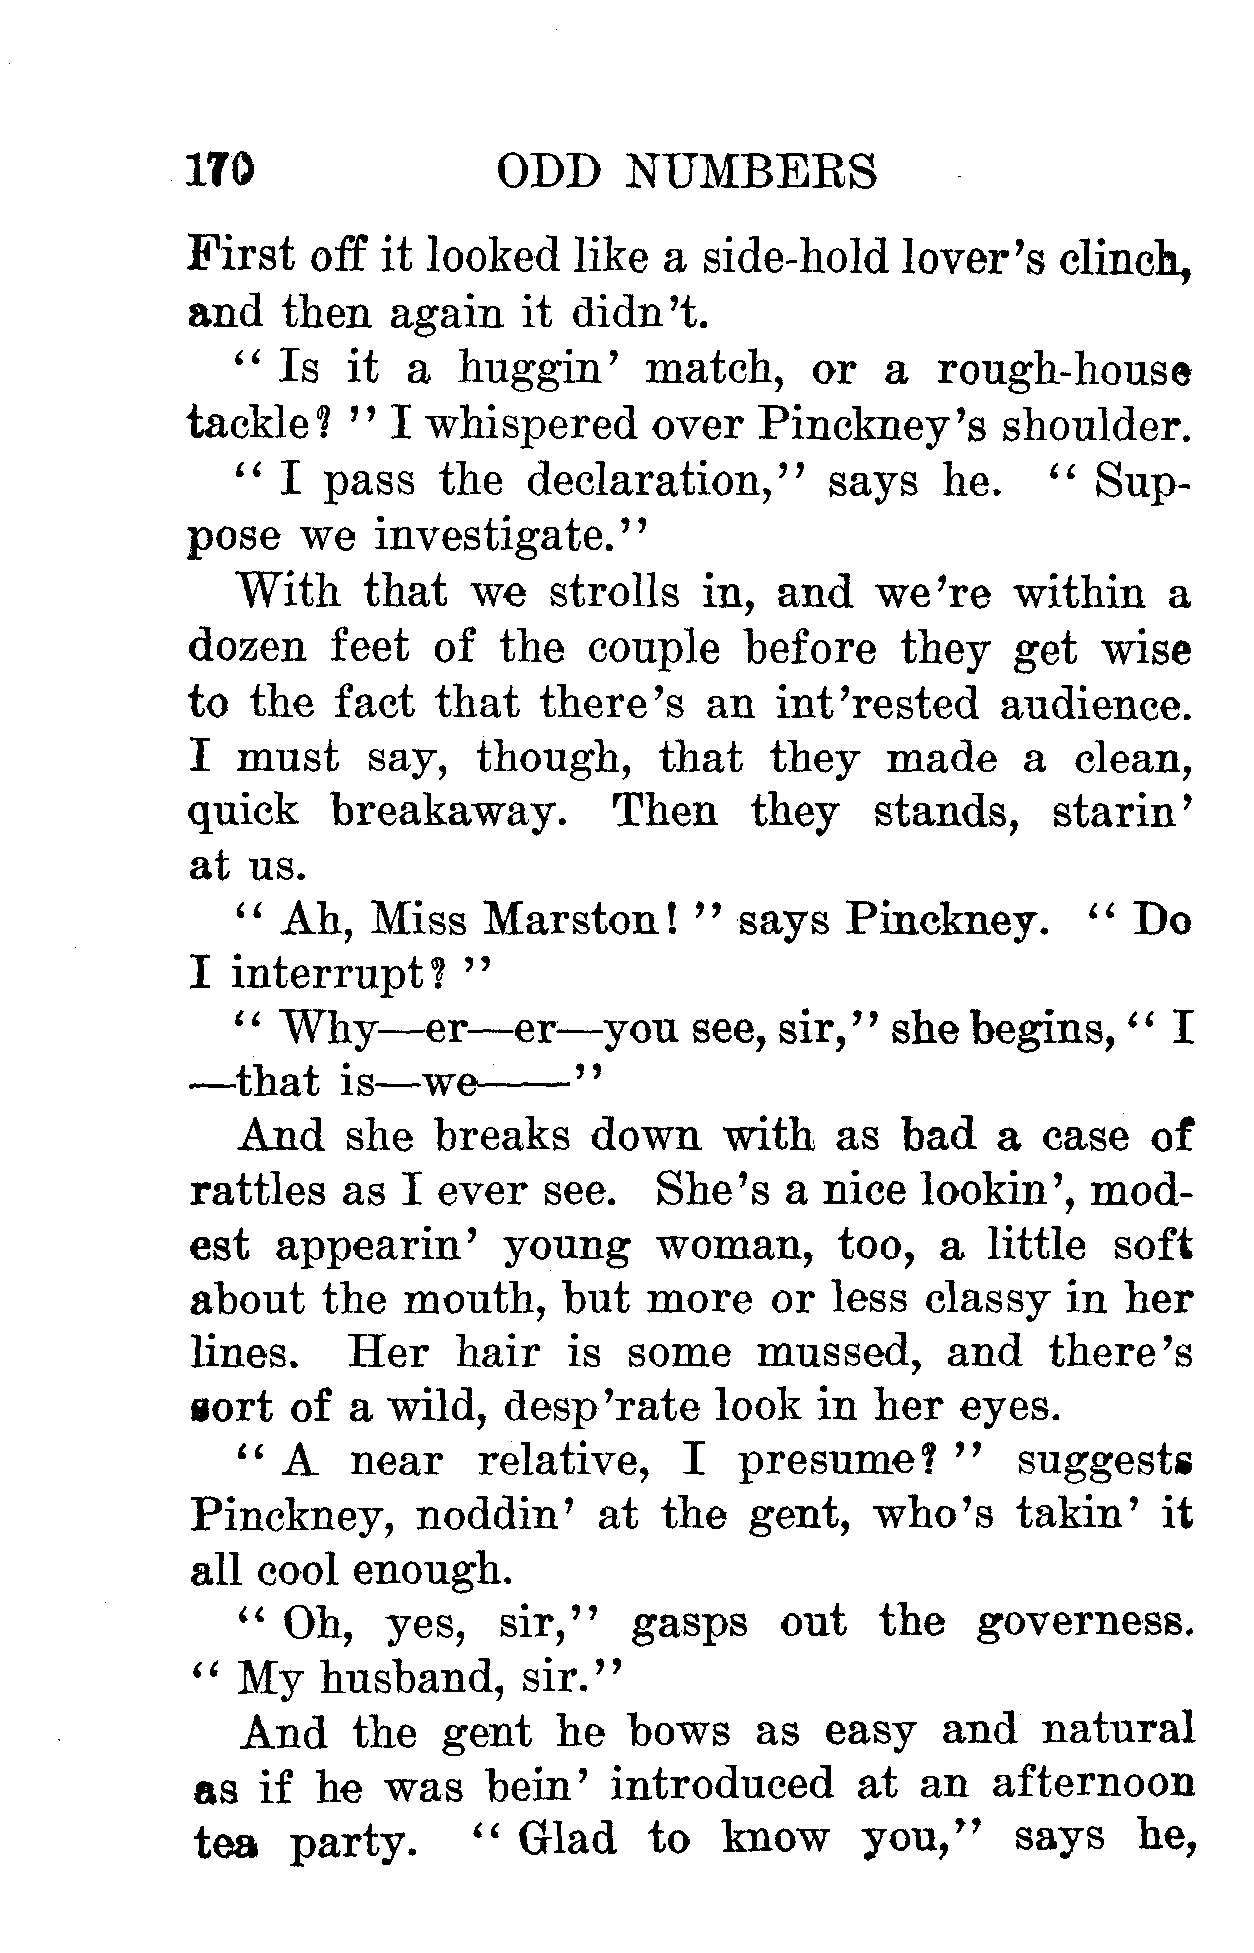 170 ODD NUMBERS
First off it looked like a side-hold lover's clinch,
and then again it didn't.
" Is it a huggin' match, or a rough-house
tackle? " I whispered over Pinckney's shoulder.
" I pass the declaration," says he. " Sup-
pose we investigate."
With that we strolls in, and we're within a
dozen feet of the couple before they get wise
to the fact that there's an int'rested audience.
I must say, though, that they made a clean,
quick breakaway. Then they stands, starin'
at us.
" Ah, Miss Marston! " says Pinckney. " Do
I interrupt? "
" Why—er—er—you see, sir," she begins, " I
—that is—we——"
And she breaks down with as bad a case of
rattles as I ever see. She's a nice lookin', mod-
est appearin' young woman, too, a little soft
about the mouth, but more or less classy in her
lines. Her hair is some mussed, and there's
sort of a wild, desp'rate look in her eyes.
" A near relative, I presume? " suggests
Pinckney, noddin' at the gent, who's takin' it
all cool enough.
" Oh, yes, sir," gasps out the governess.
" My husband, sir."
And the gent he bows as easy and natural
as if he was bein' introduced at an afternoon
tea party. " Glad to know you," says he,